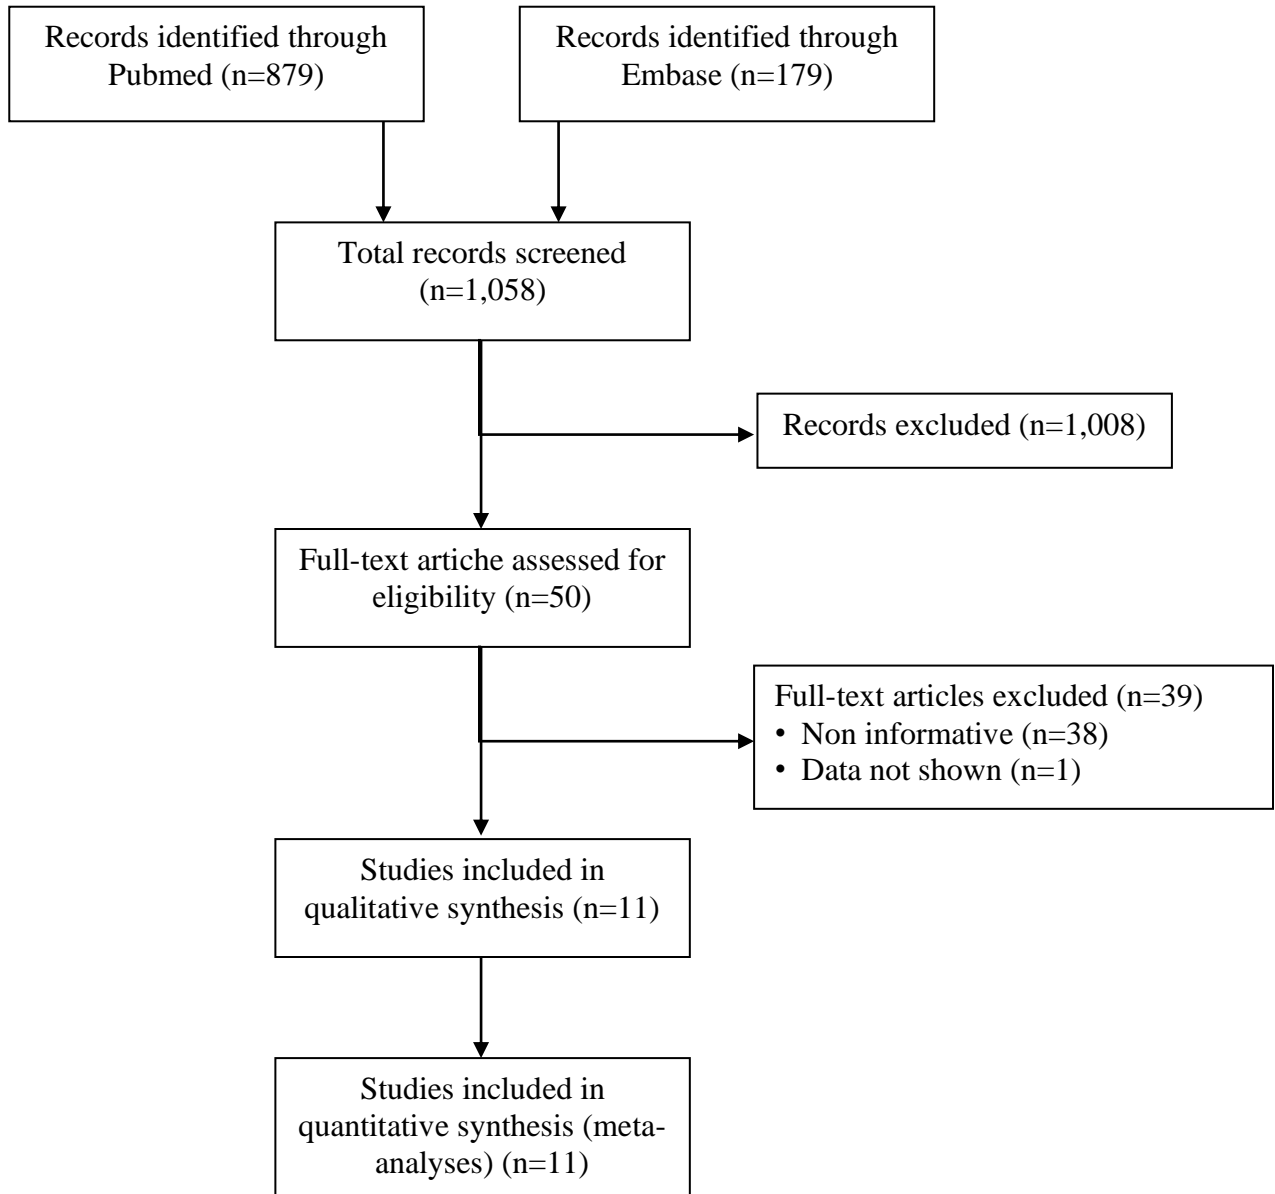 Records identified through
Pubmed (n=879)
Records identified through
Embase (n=179)
Total records screened
(n=1,058)
Records excluded (n=1,008)
Full-text artiche assessed for
eligibility (n=50)
Full-text articles excluded (n=39)
• Non informative (n=38)
• Data not shown (n=1)
Studies included in
qualitative synthesis (n=11)
Studies included in
quantitative synthesis (meta-
analyses) (n=11)